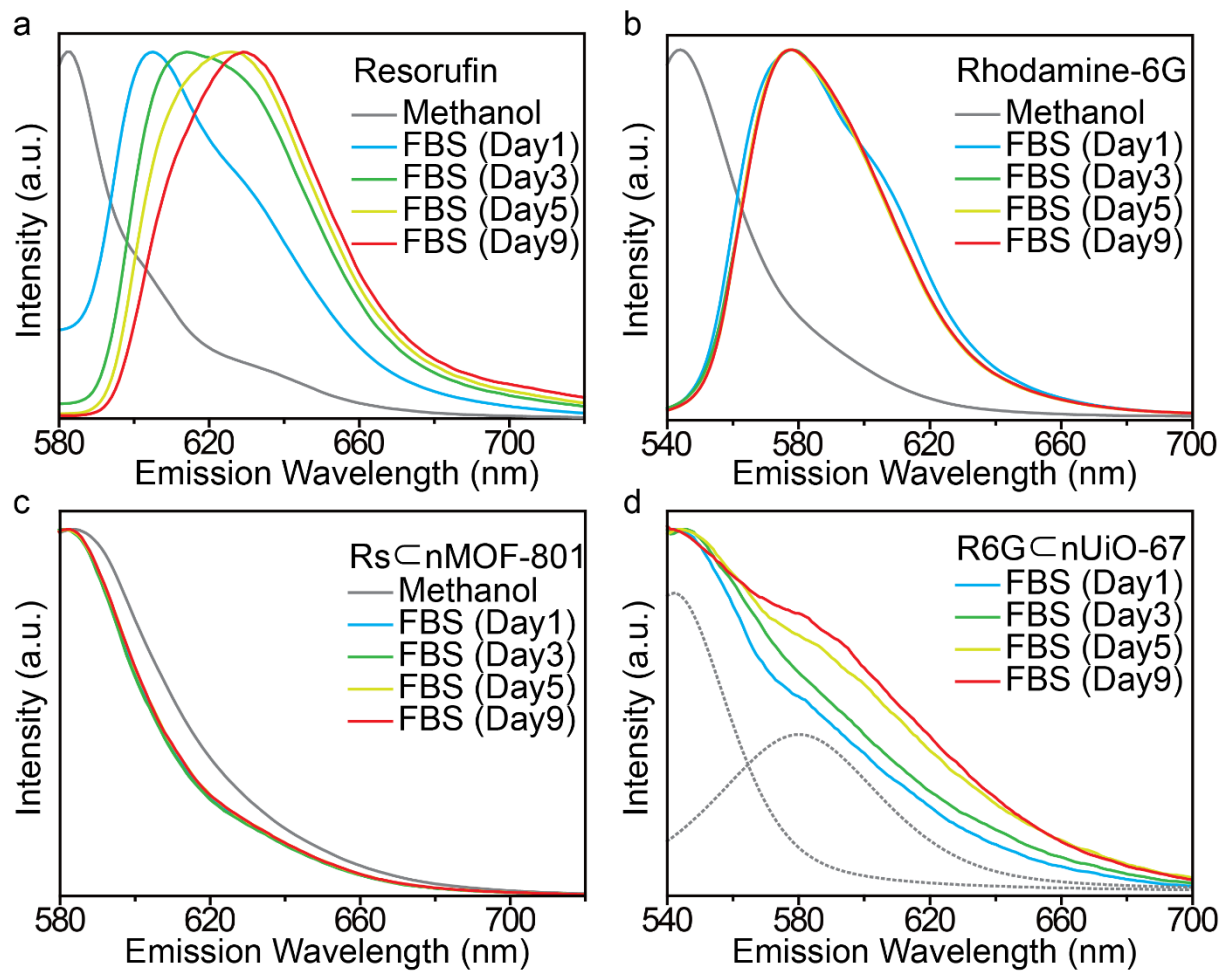 a
Resorufin
Methanol
FBS (Day1)
FBS (Day3)
FBS (Day5)
FBS (Day9)
Intensity (a.u.)
580 620 660 700
Emission Wavelength (nm)
b
Rhodamine-6G
Methanol
FBS (Day1)
FBS (Day3)
FBS (Day5)
FBS (Day9)
Intensity (a.u.)
540 580 620 660 700
Emission Wavelength (nm)
c
Rs⊂nMOF-801
Methanol
FBS (Day1)
FBS (Day3)
FBS (Day5)
FBS (Day9)
Intensity (a.u.)
580 620 660 700
Emission Wavelength (nm)
d
R6G⊂nUiO-67
FBS (Day1)
FBS (Day3)
FBS (Day5)
FBS (Day9)
Intensity (a.u.)
540 580 620 660 700
Emission Wavelength (nm)